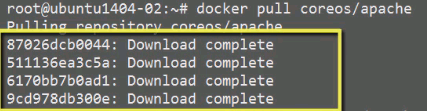 root@ubuntu1404-02:~# docker pull coreos/apache
Pulling repository coreos/apache
87026dcb0044: Download complete
511136ea3c5a: Download complete
6170bb7b0ad1: Download complete
9cd978db300e: Download complete